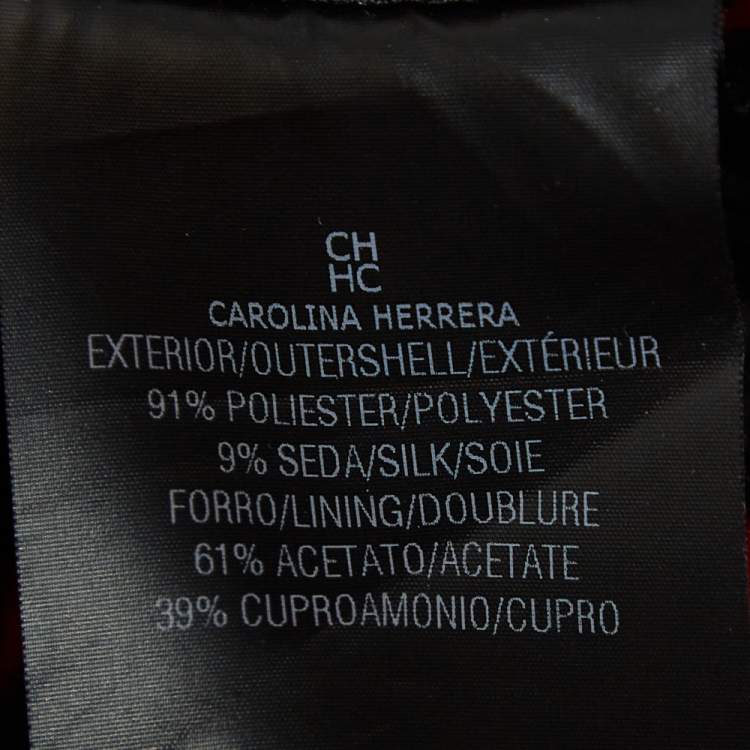 CH
HC
CAROLINA HERRERA
EXTERIOR/OUTERSHELL/EXTÉRIEUR
91% POLIESTER/POLYESTER
9% SEDA/SILK/SOIE
FORRO/LINING/DOUBLURE
61% ACETATO/ACETATE
39% CUPROAMONIO/CUPRO